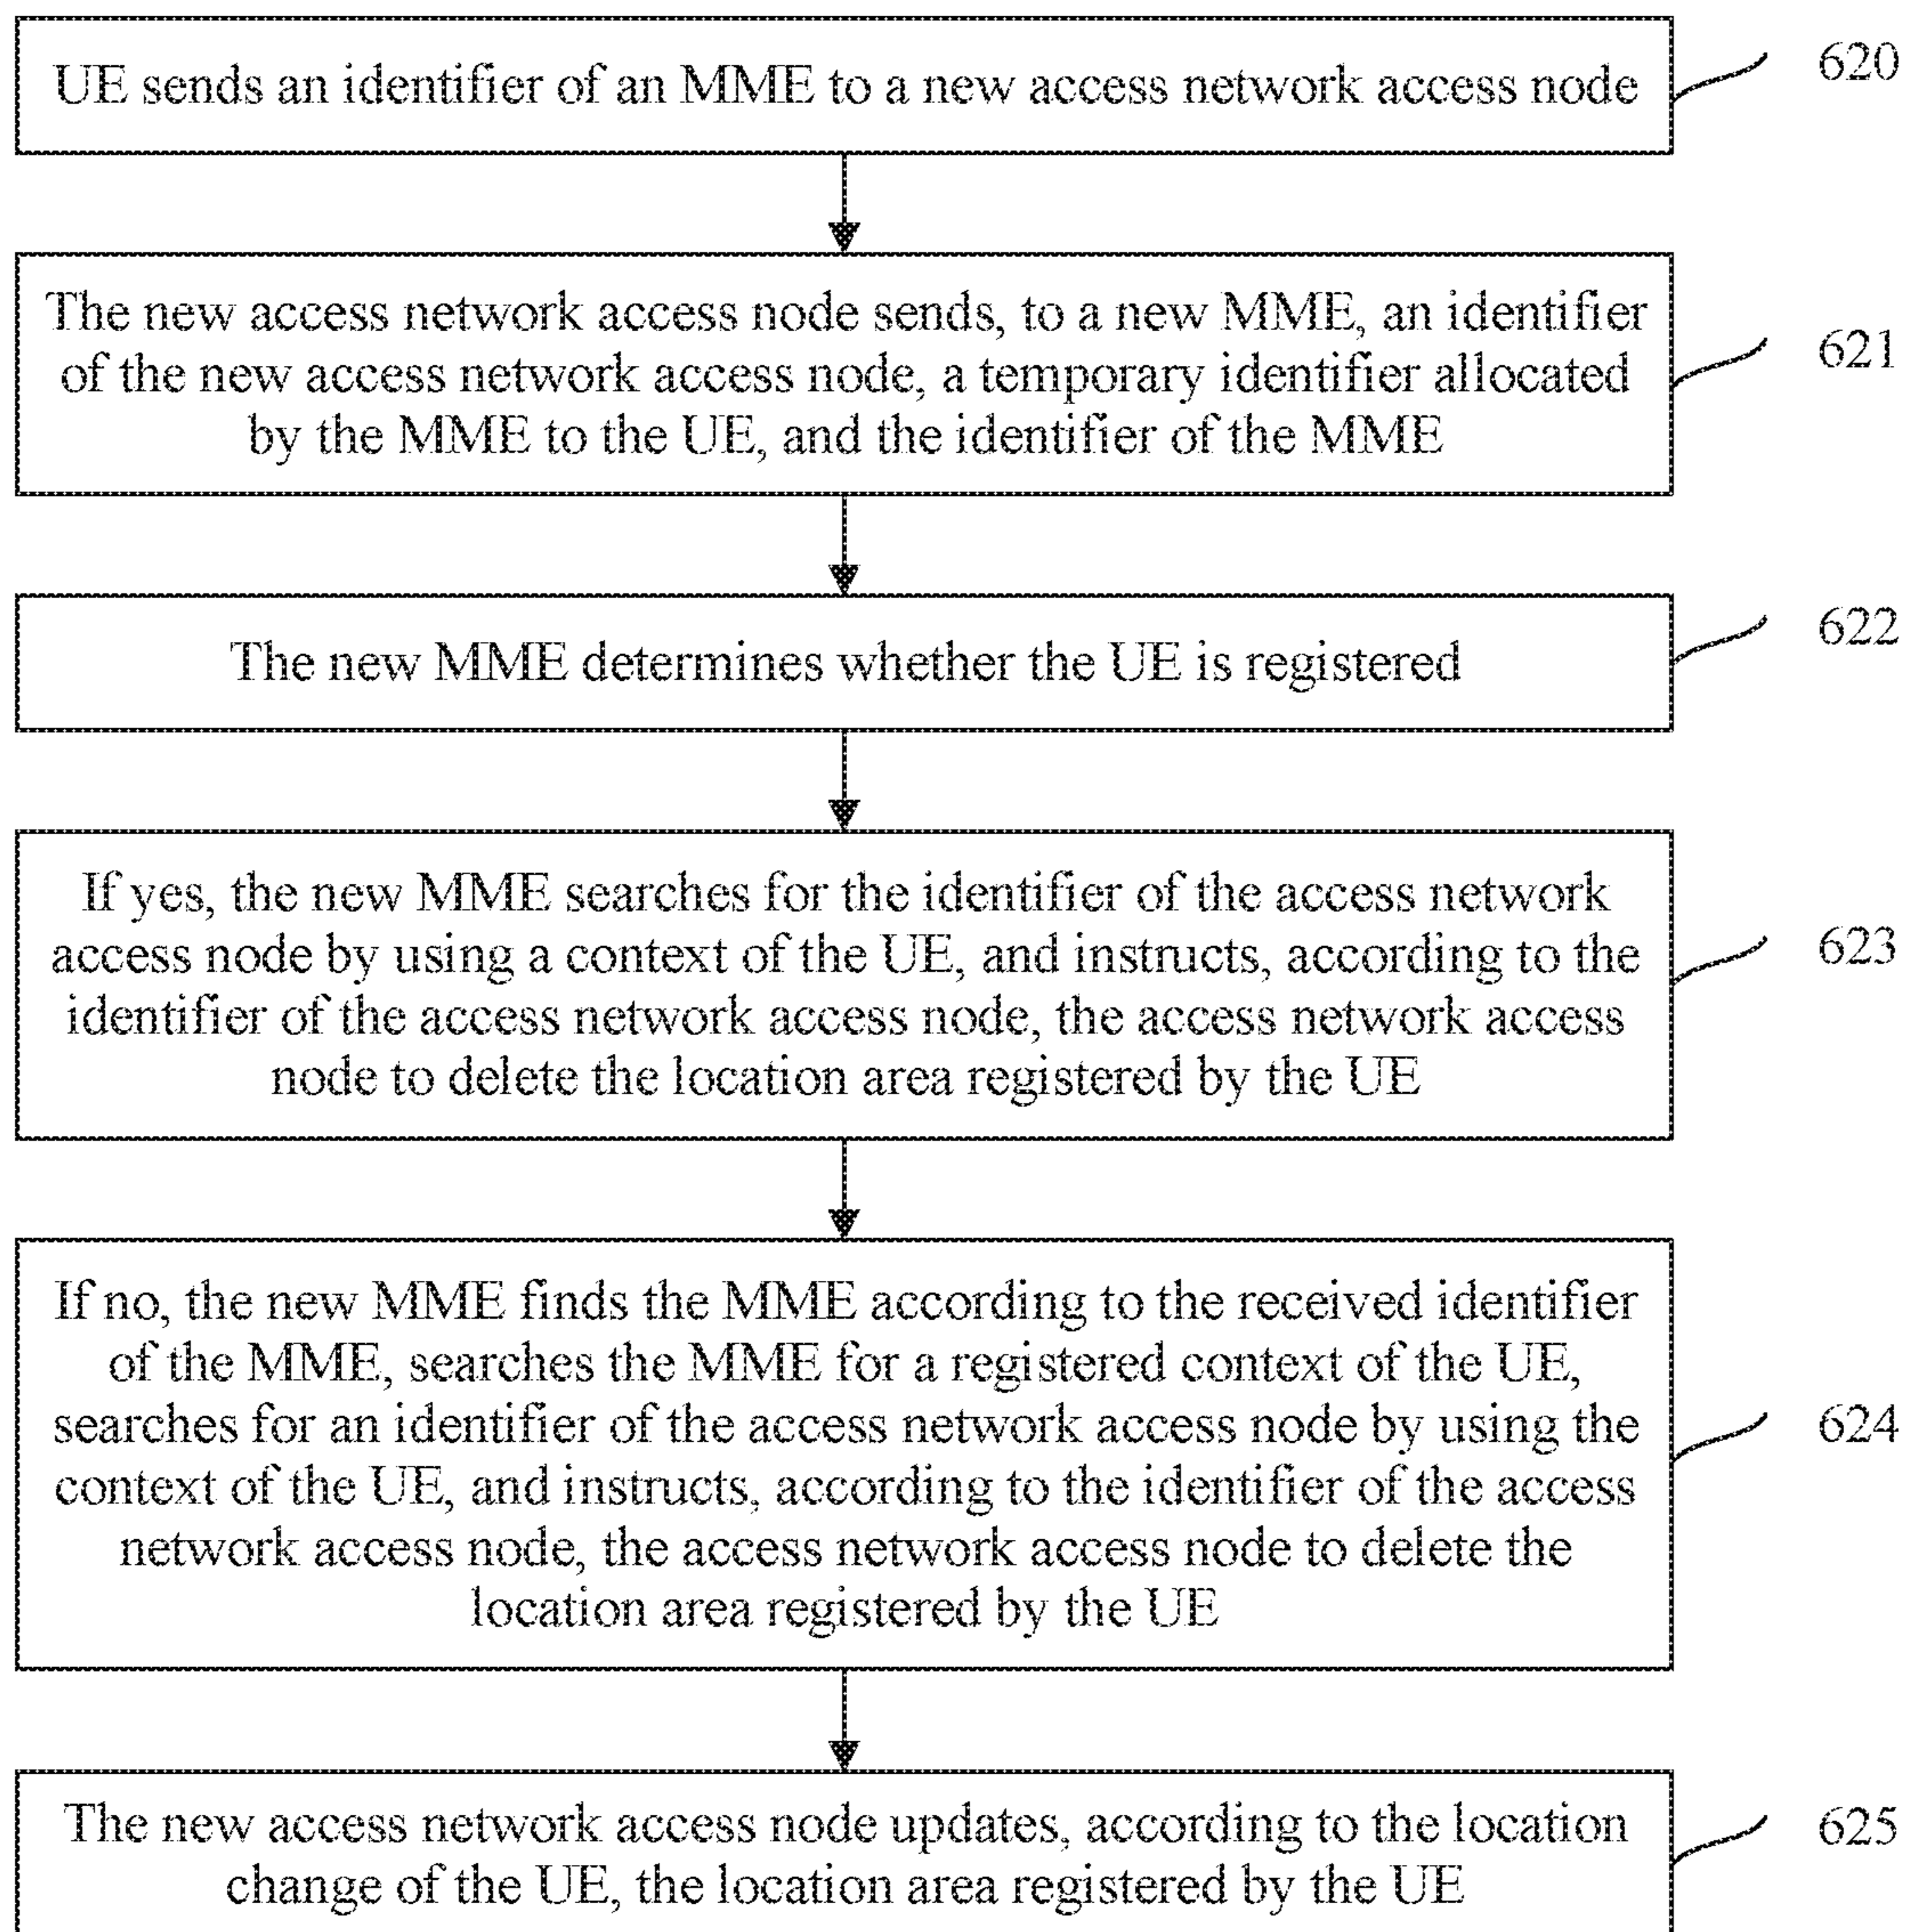 UE sends an identifier of an MME to a new access network access node
620
The new access network access node sends, to a new MME, an identifier
of the new access network access node, a temporary identifier allocated
by the MME to the UE, and the identifier of the MME
621
The new MME determines whether the UE is registered
622
If yes, the new MME searches for the identifier of the access network
access node by using a context of the UE, and instructs, according to the
identifier of the access network access node, the access network access
node to delete the location area registered by the UE
623
If no, the new MME finds the MME according to the received identifier
of the MME, searches the MME for a registered context of the UE,
searches for an identifier of the access network access node by using the
context of the UE, and instructs, according to the identifier of the access
network access node, the access network access node to delete the
location area registered by the UE
624
The new access network access node updates, according to the location
change of the UE, the location area registered by the UE
625